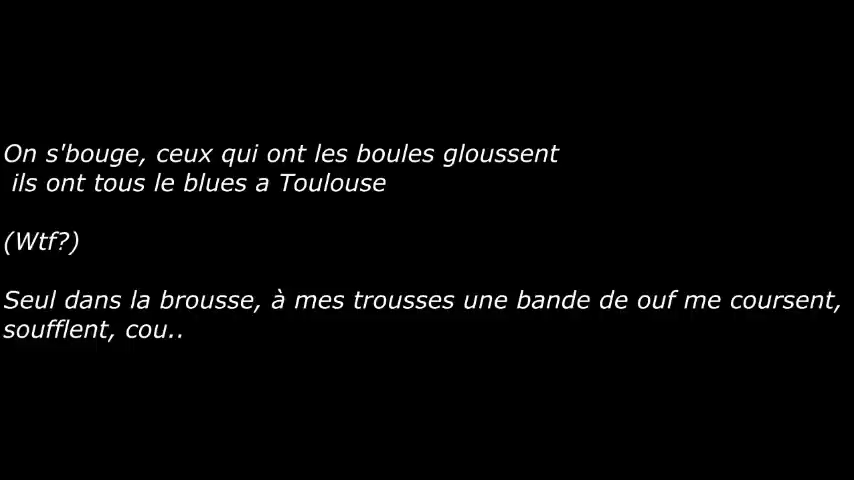 On s'bouge, ceux qui ont les boules gloussent
ils ont tous le blues a Toulouse
(Wtf?)
Seul dans la brousse, à mes trousses une bande de ouf me coursent,
soufflent, cou..